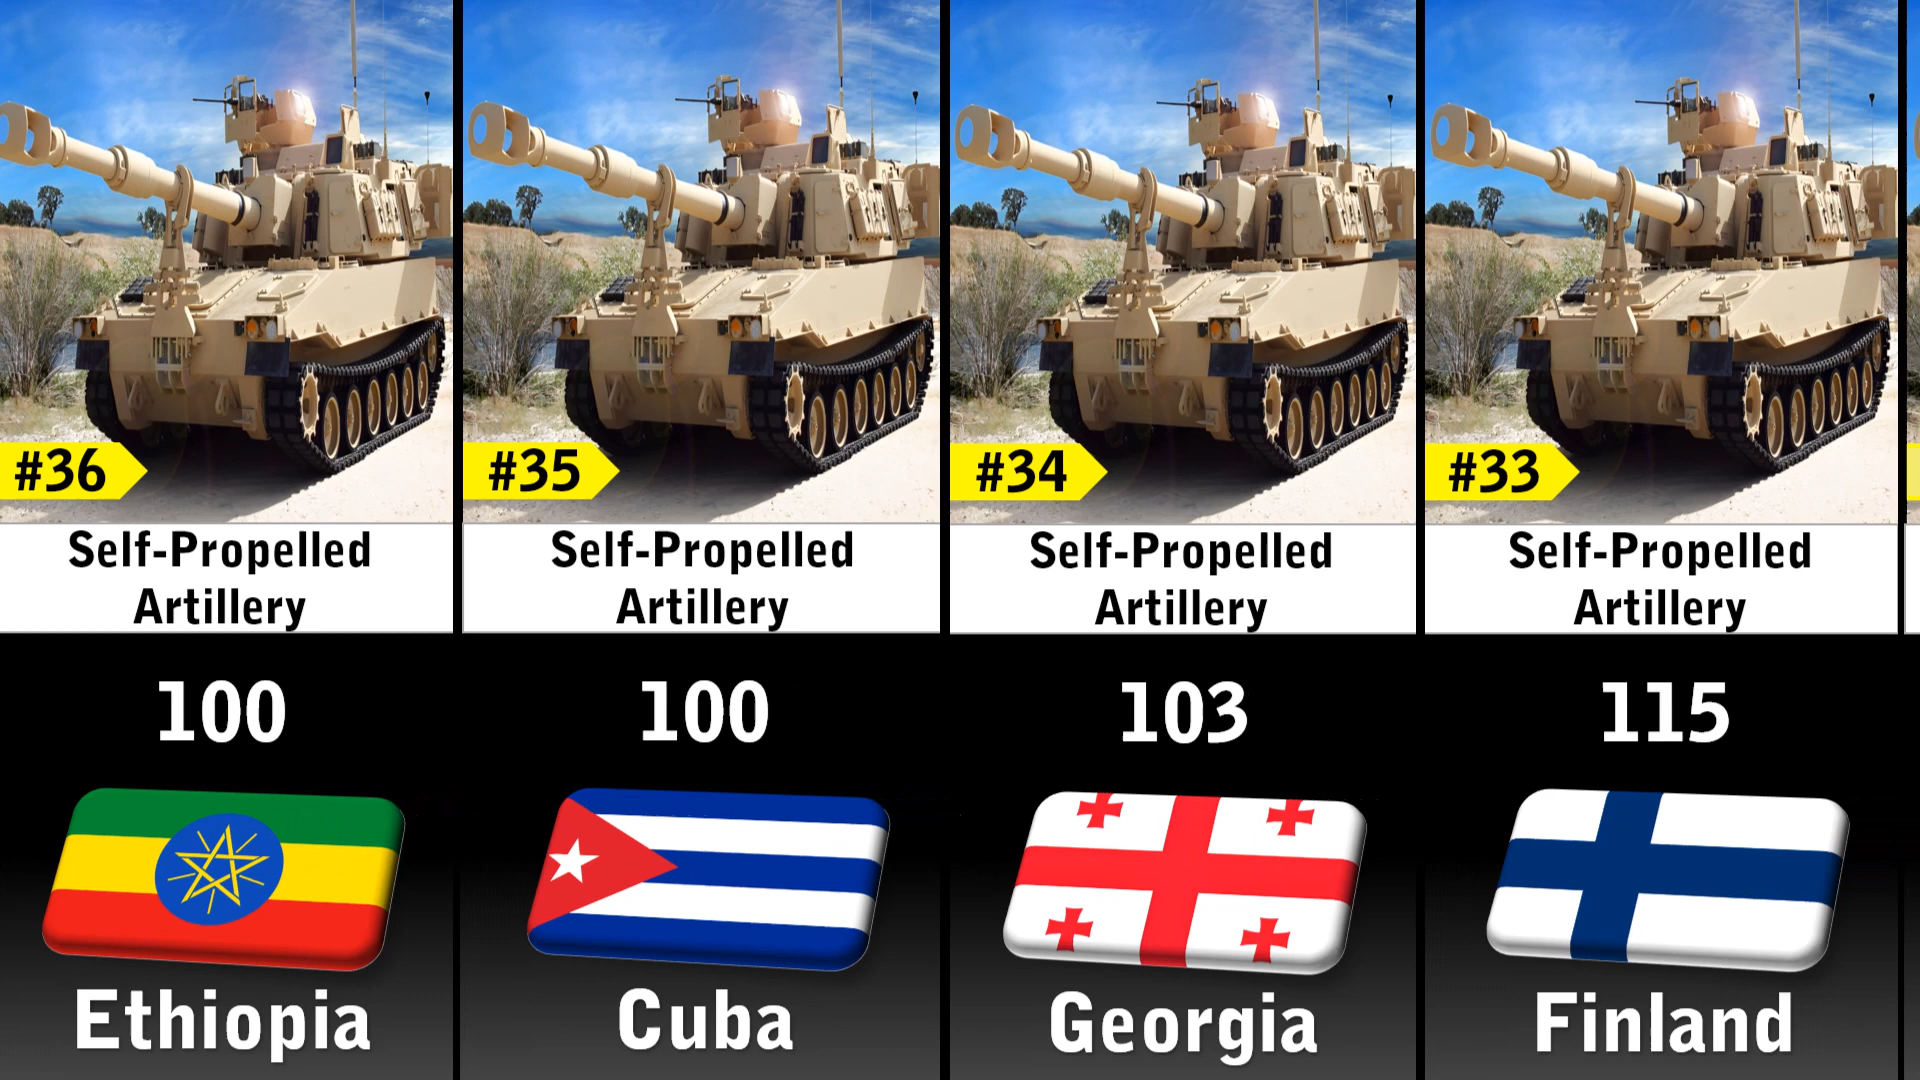 #36
Self-Propelled
Artillery
100
Ethiopia
#35
Self-Propelled
Artillery
100
Cuba
#34
Self-Propelled
Artillery
103
Georgia
#33
Self-Propelled
Artillery
115
Finland